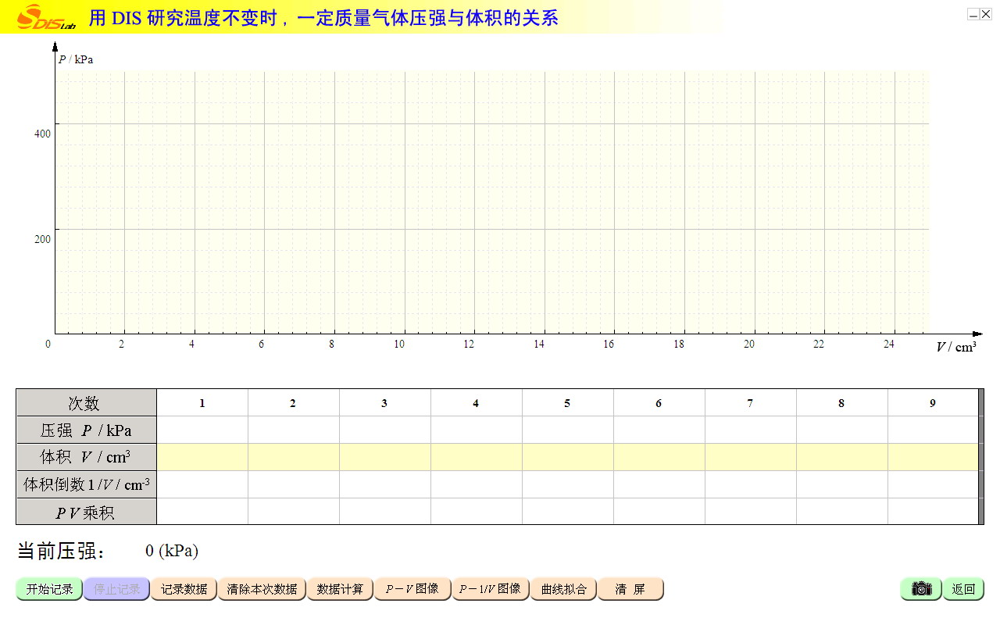 SDISLab 用 DIS 研究温度不变时，一定质量气体压强与体积的关系
P / kPa
400
200
0 2 4 6 8 10 12 14 16 18 20 22 24
V / cm³
次数 1 2 3 4 5 6 7 8 9
压强 P / kPa
体积 V / cm³
体积倒数 1 /V / cm⁻³
P V 乘积
当前压强： 0 (kPa)
开始记录 停止记录 记录数据 清除本次数据 数据计算 P－V 图像 P－1/V 图像 曲线拟合 清 屏 返回